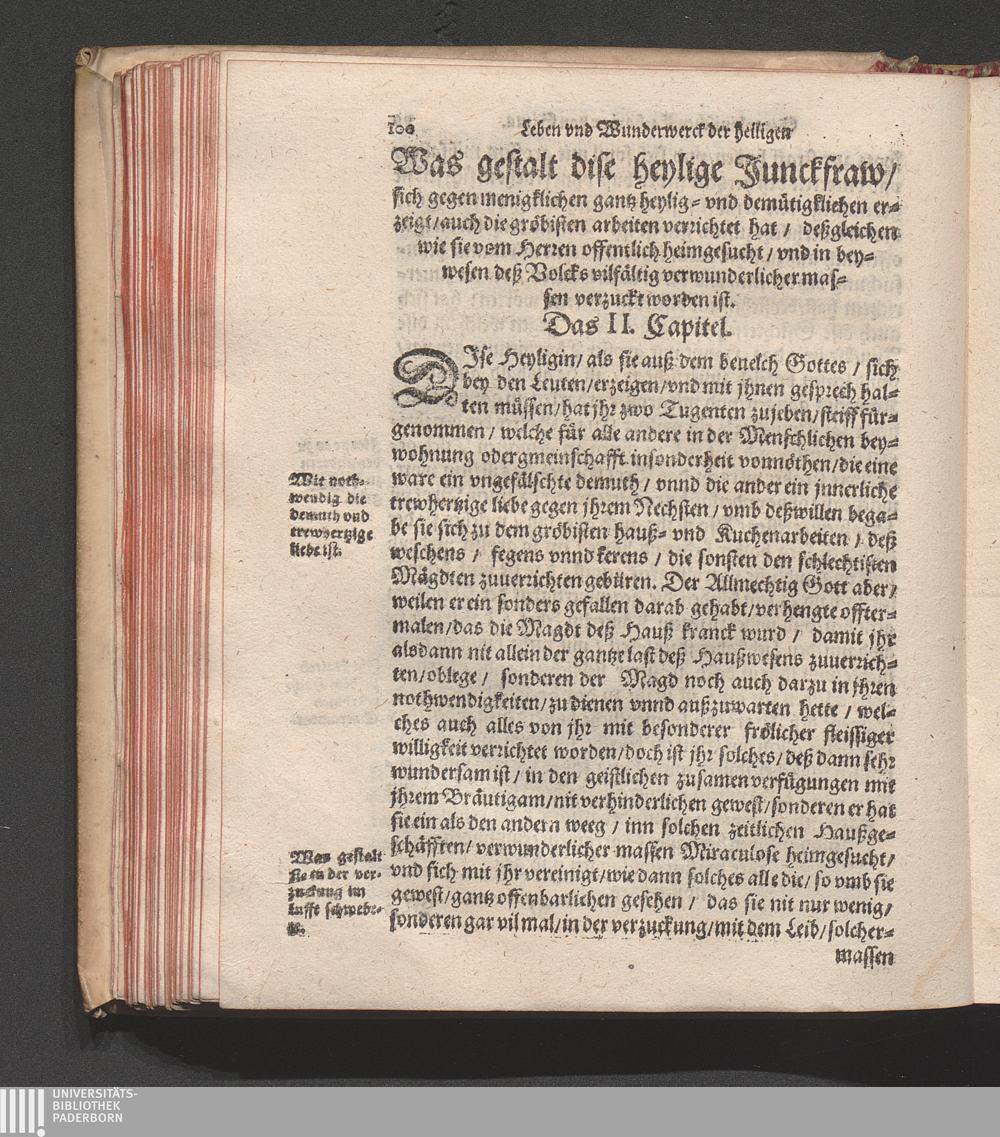 100 Leben vnd Wunderwerck der Heiligen
Was gestalt dise heylige Junckfraw/
sich gegen menigklichen gantz heylig- vnd demütigklichen er-
zeigt/auch die gröbisten arbeiten verrichtet hat / deßgleichen
wie sie vom Herren offentlich heimgesucht / vnd in bey-
wesen deß Volcks vilfältig verwunderlicher mas-
sen verzuckt worden ist.
Das II. Capitel.
DIse Heyligin/ als sie auß dem beuelch Gottes / sich
bey den Leuten/erzeigen/vnd mit jhnen gesprech hal-
ten müssen/hat jhr zwo Tugenten zujeben/steiff für-
genommen / welche für alle andere in der Menschlichen bey-
wohnung oder gmeinschafft insonderheit vonnöthen/die eine
ware ein vngefälschte demuth / vnnd die ander ein jnnerliche
trewhertzige liebe gegen jhrem Nechsten / vmb deßwillen bega-
be sie sich zu dem gröbisten hauß- vnd Kuchenarbeiten / deß
weschens / fegens vnnd kerens / die sonsten den schlechtisten
Mägdten zuuerrichten gebüren. Der Allmechtig Gott aber/
weilen er ein sonders gefallen darab gehabt/verhengte offter-
malen/das die Magdt deß Hauß kranck wurd / damit jhr
alsdann nit allein der gantze last deß Haußwesens zuuerrich-
ten/oblege / sonderen der Magd noch auch darzu in jhren
nothwendigkeiten/zu dienen vnnd außzuwarten hette / wel-
ches auch alles von jhr mit besonderer frölicher fleissiger
willigkeit verrichtet worden/doch ist jhr solches/deß dann sehr
wundersam ist / in den geistlichen zusamenverfügungen mit
jhrem Bräutigam/nit verhinderlichen gewest/sonderen er hat
sie ein als den andern weeg / inn solchen zeitlichen Haußge-
schäfften/ verwunderlicher massen Miraculose heimgesucht/
vnd sich mit jhr vereinigt/wie dann solches alle die/ so vmb sie
gewest/gantz offenbarlichen gesehen / das sie nit nur wenig/
sonderen gar vil mal/in der verzuckung/mit dem Leib/solcher-
massen
Wie noth-
wendig die
demuth vnd
trewhertzige
liebe ist.
Was gestalt
sie in der ver-
zuckung im
lufft schwebe-
te.
UNIVERSITÄTS-
BIBLIOTHEK
PADERBORN